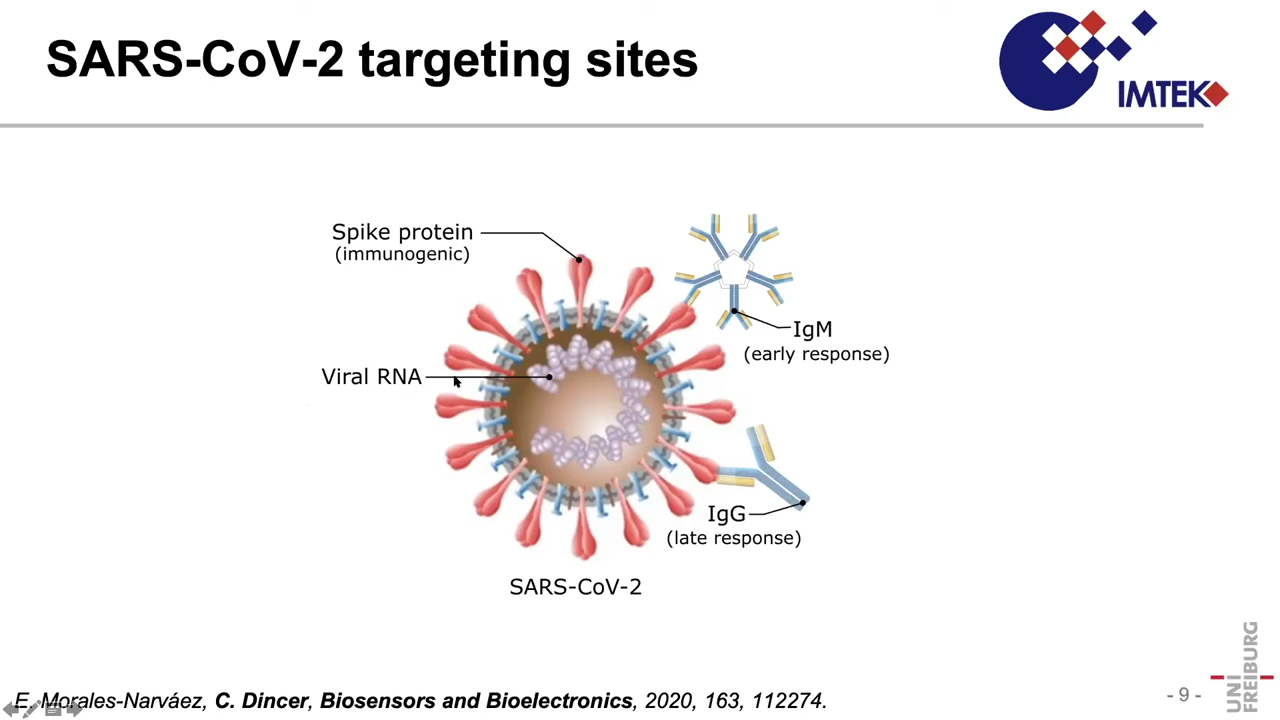 SARS-CoV-2 targeting sites
IMTEK
Spike protein
(immunogenic)
IgM
(early response)
Viral RNA
IgG
(late response)
SARS-CoV-2
E. Morales-Narváez, C. Dincer, Biosensors and Bioelectronics, 2020, 163, 112274.
- 9 -
UNI
FREIBURG